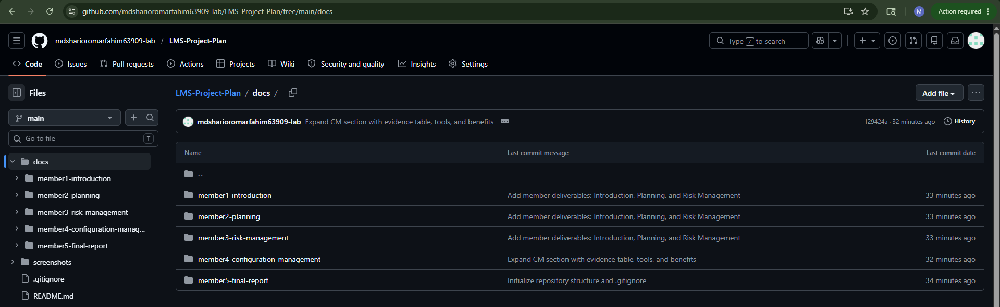 github.com/mdsharioromarfahim63909-lab/LMS-Project-Plan/tree/main/docs
M
Action required
mdsharioromarfahim63909-lab / LMS-Project-Plan
Type / to search
Code
Issues
Pull requests
Actions
Projects
Wiki
Security and quality
Insights
Settings
Files
main
Go to file
T
docs
member1-introduction
member2-planning
member3-risk-management
member4-configuration-manag...
member5-final-report
screenshots
.gitignore
README.md
LMS-Project-Plan / docs /
Add file
mdsharioromarfahim63909-lab Expand CM section with evidence table, tools, and benefits
129424a · 32 minutes ago
History
Name Last commit message Last commit date
..
member1-introduction Add member deliverables: Introduction, Planning, and Risk Management 33 minutes ago
member2-planning Add member deliverables: Introduction, Planning, and Risk Management 33 minutes ago
member3-risk-management Add member deliverables: Introduction, Planning, and Risk Management 33 minutes ago
member4-configuration-management Expand CM section with evidence table, tools, and benefits 32 minutes ago
member5-final-report Initialize repository structure and .gitignore 34 minutes ago